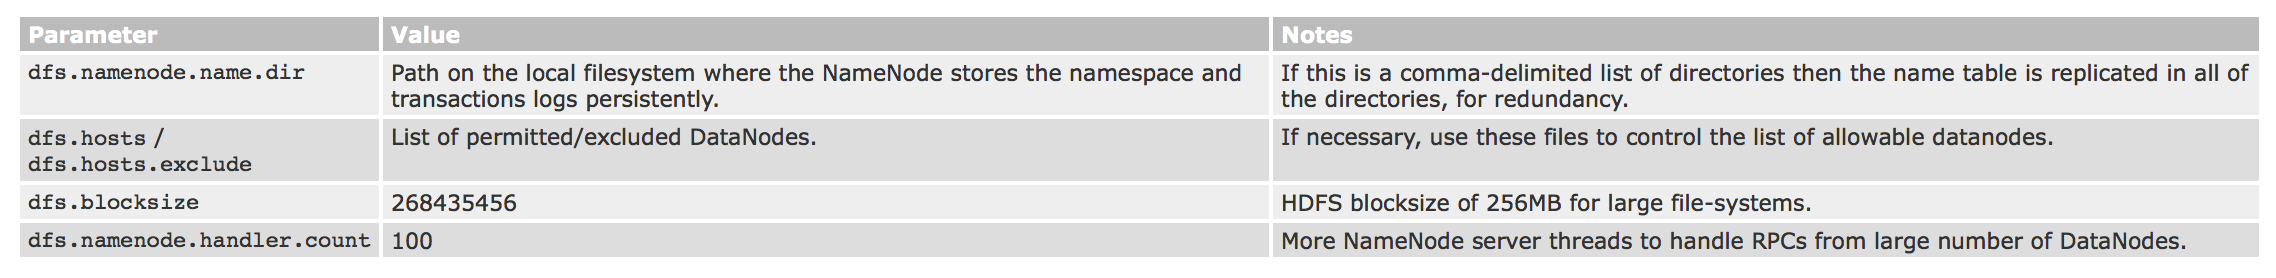 Parameter Value Notes
dfs.namenode.name.dir Path on the local filesystem where the NameNode stores the namespace and transactions logs persistently. If this is a comma-delimited list of directories then the name table is replicated in all of the directories, for redundancy.
dfs.hosts / dfs.hosts.exclude List of permitted/excluded DataNodes. If necessary, use these files to control the list of allowable datanodes.
dfs.blocksize 268435456 HDFS blocksize of 256MB for large file-systems.
dfs.namenode.handler.count 100 More NameNode server threads to handle RPCs from large number of DataNodes.